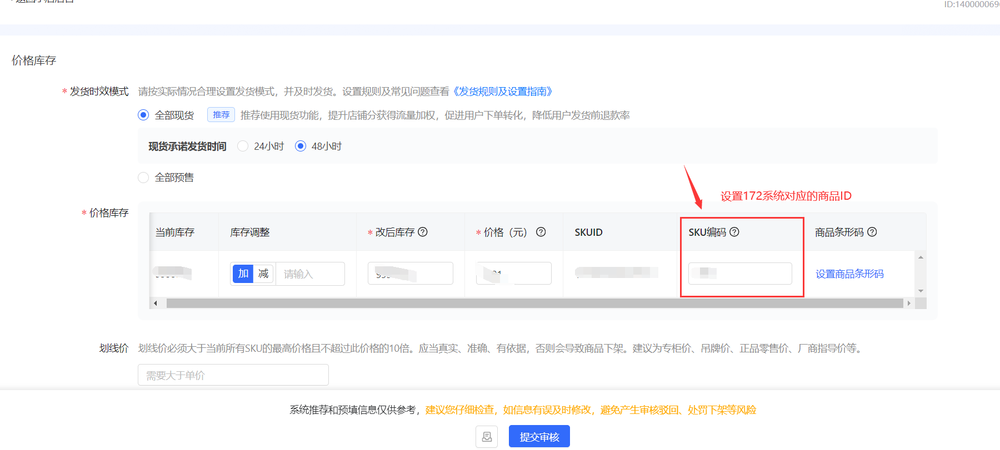 ID:140000069
价格库存
* 发货时效模式 请按实际情况合理设置发货模式，并及时发货。设置规则及常见问题查看《发货规则及设置指南》
全部现货 推荐 推荐使用现货功能，提升店铺分获得流量加权，促进用户下单转化，降低用户发货前退款率
现货承诺发货时间 24小时 48小时
全部预售
设置172系统对应的商品ID
* 价格库存
当前库存 库存调整 * 改后库存 * 价格（元） SKUID SKU编码 商品条形码
加 减 请输入 设置商品条形码
划线价 划线价必须大于当前所有SKU的最高价格且不超过此价格的10倍。应当真实、准确、有依据，否则会导致商品下架。建议为专柜价、吊牌价、正品零售价、厂商指导价等。
需要大于单价
系统推荐和预填信息仅供参考，建议您仔细检查，如信息有误及时修改，避免产生审核驳回、处罚下架等风险
提交审核